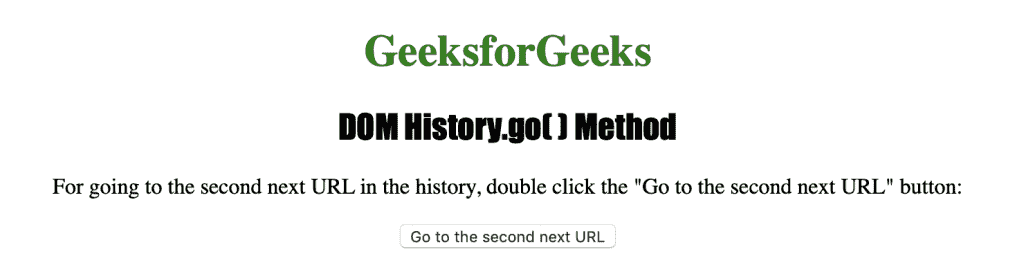 GeeksforGeeks
DOM History.go( ) Method
For going to the second next URL in the history, double click the "Go to the second next URL" button:
Go to the second next URL